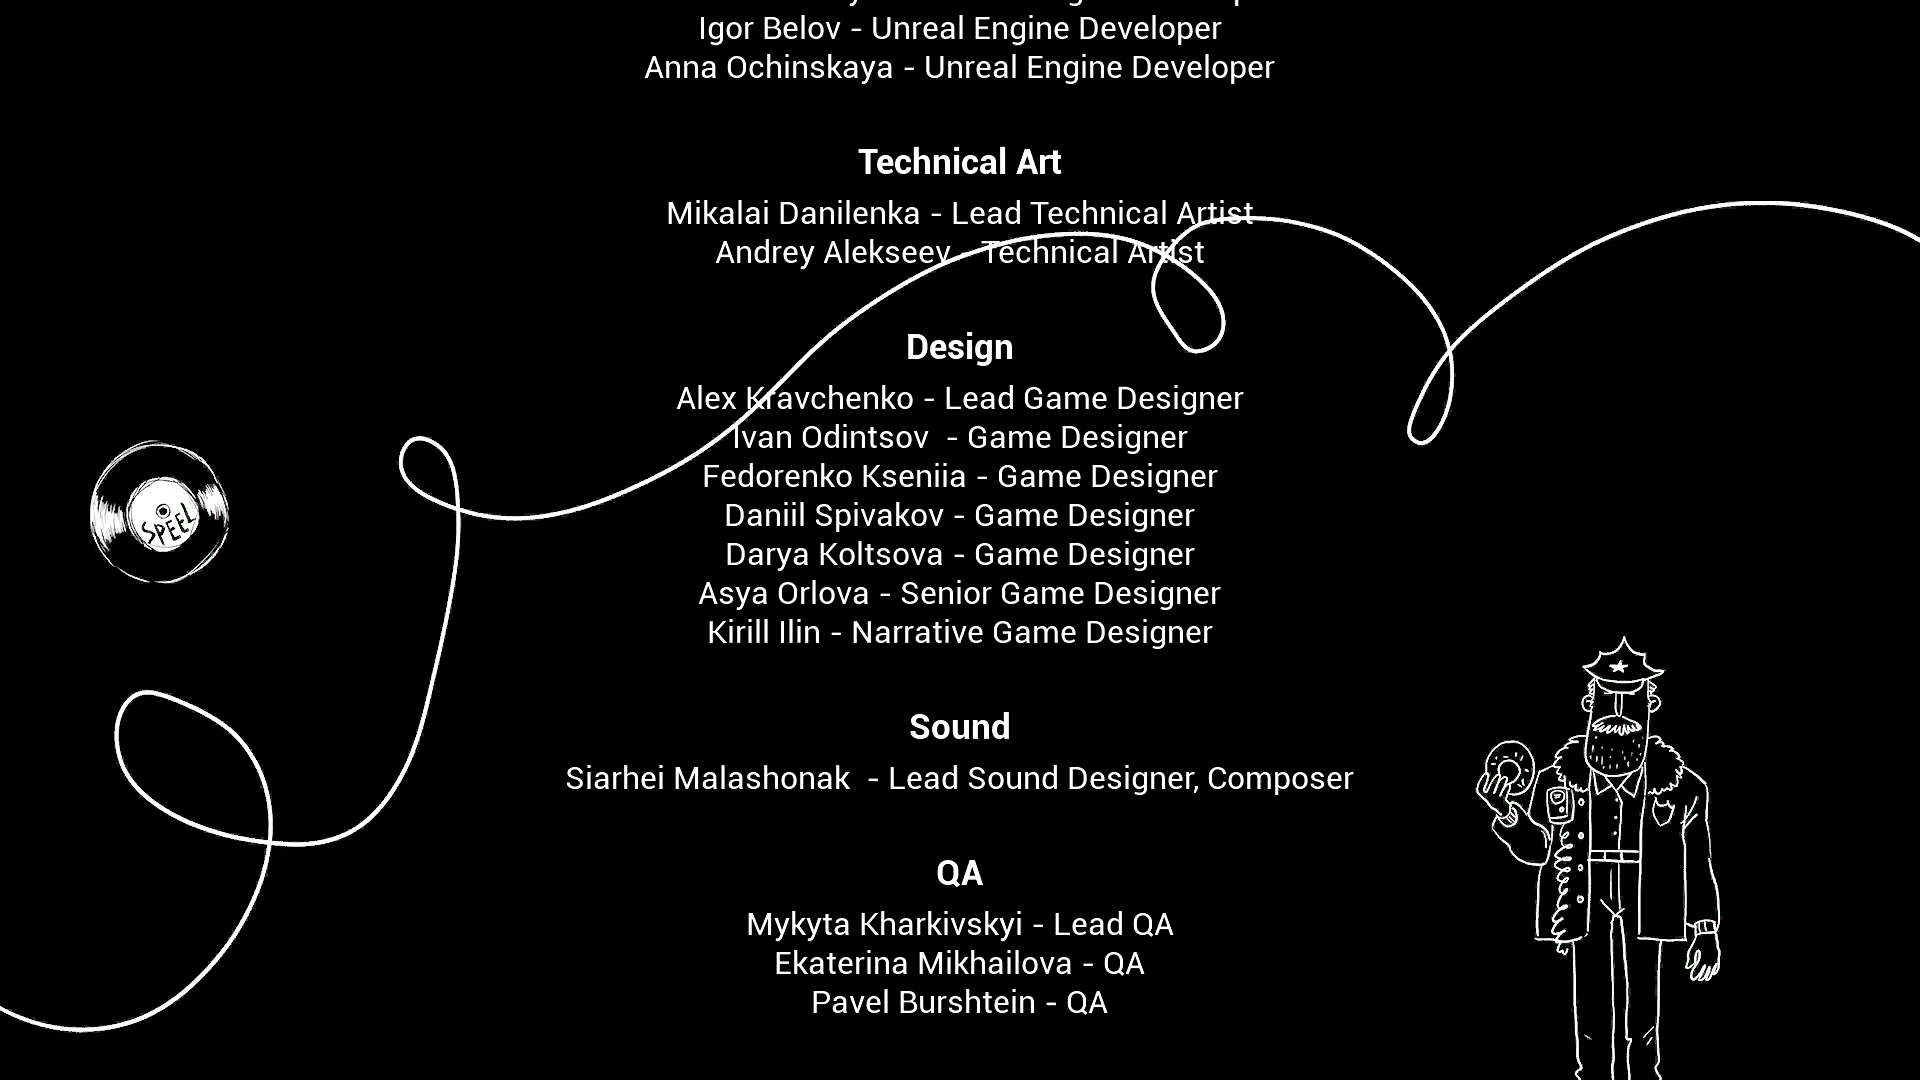 Igor Belov - Unreal Engine Developer
Anna Ochinskaya - Unreal Engine Developer
Technical Art
Mikalai Danilenka - Lead Technical Artist
Andrey Alekseev - Technical Artist
Design
Alex Kravchenko - Lead Game Designer
Ivan Odintsov - Game Designer
Fedorenko Kseniia - Game Designer
Daniil Spivakov - Game Designer
Darya Koltsova - Game Designer
Asya Orlova - Senior Game Designer
Kirill Ilin - Narrative Game Designer
SPEEL
Sound
Siarhei Malashonak - Lead Sound Designer, Composer
QA
Mykyta Kharkivskyi - Lead QA
Ekaterina Mikhailova - QA
Pavel Burshtein - QA